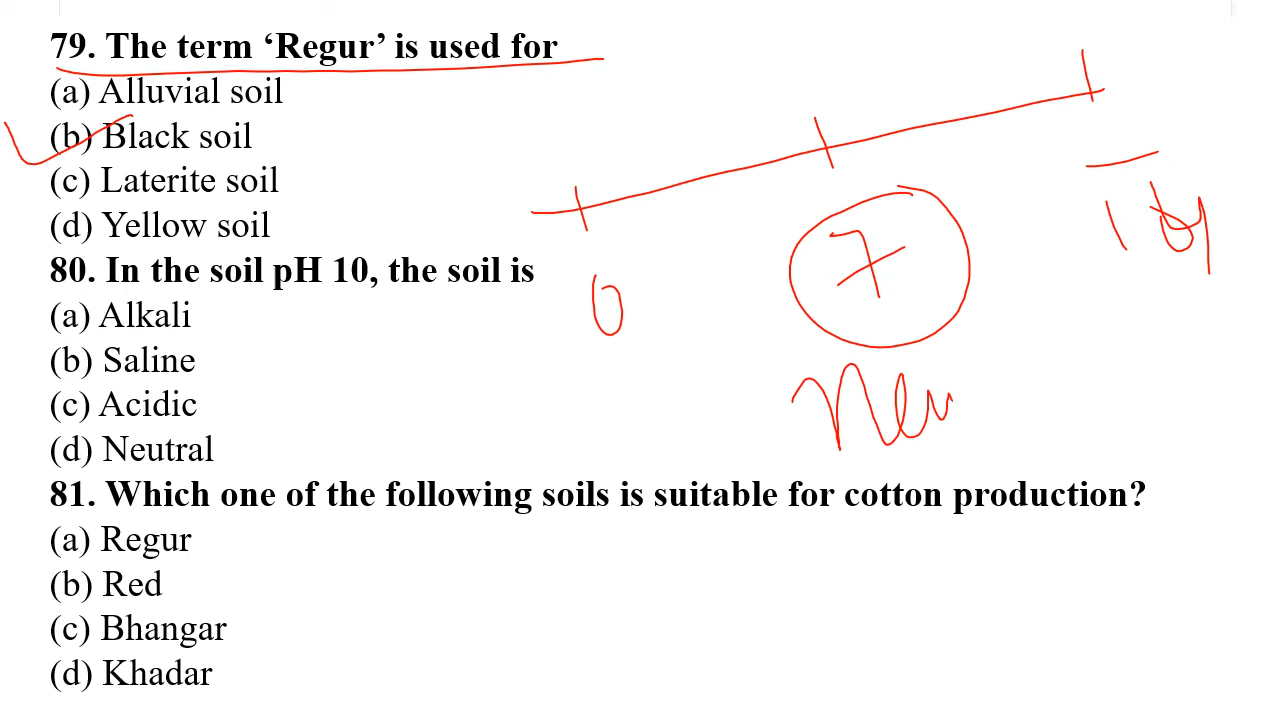 79. The term ‘Regur’ is used for
(a) Alluvial soil
(b) Black soil
(c) Laterite soil
(d) Yellow soil
80. In the soil pH 10, the soil is
(a) Alkali
(b) Saline
(c) Acidic
(d) Neutral
81. Which one of the following soils is suitable for cotton production?
(a) Regur
(b) Red
(c) Bhangar
(d) Khadar
0
7
Neu